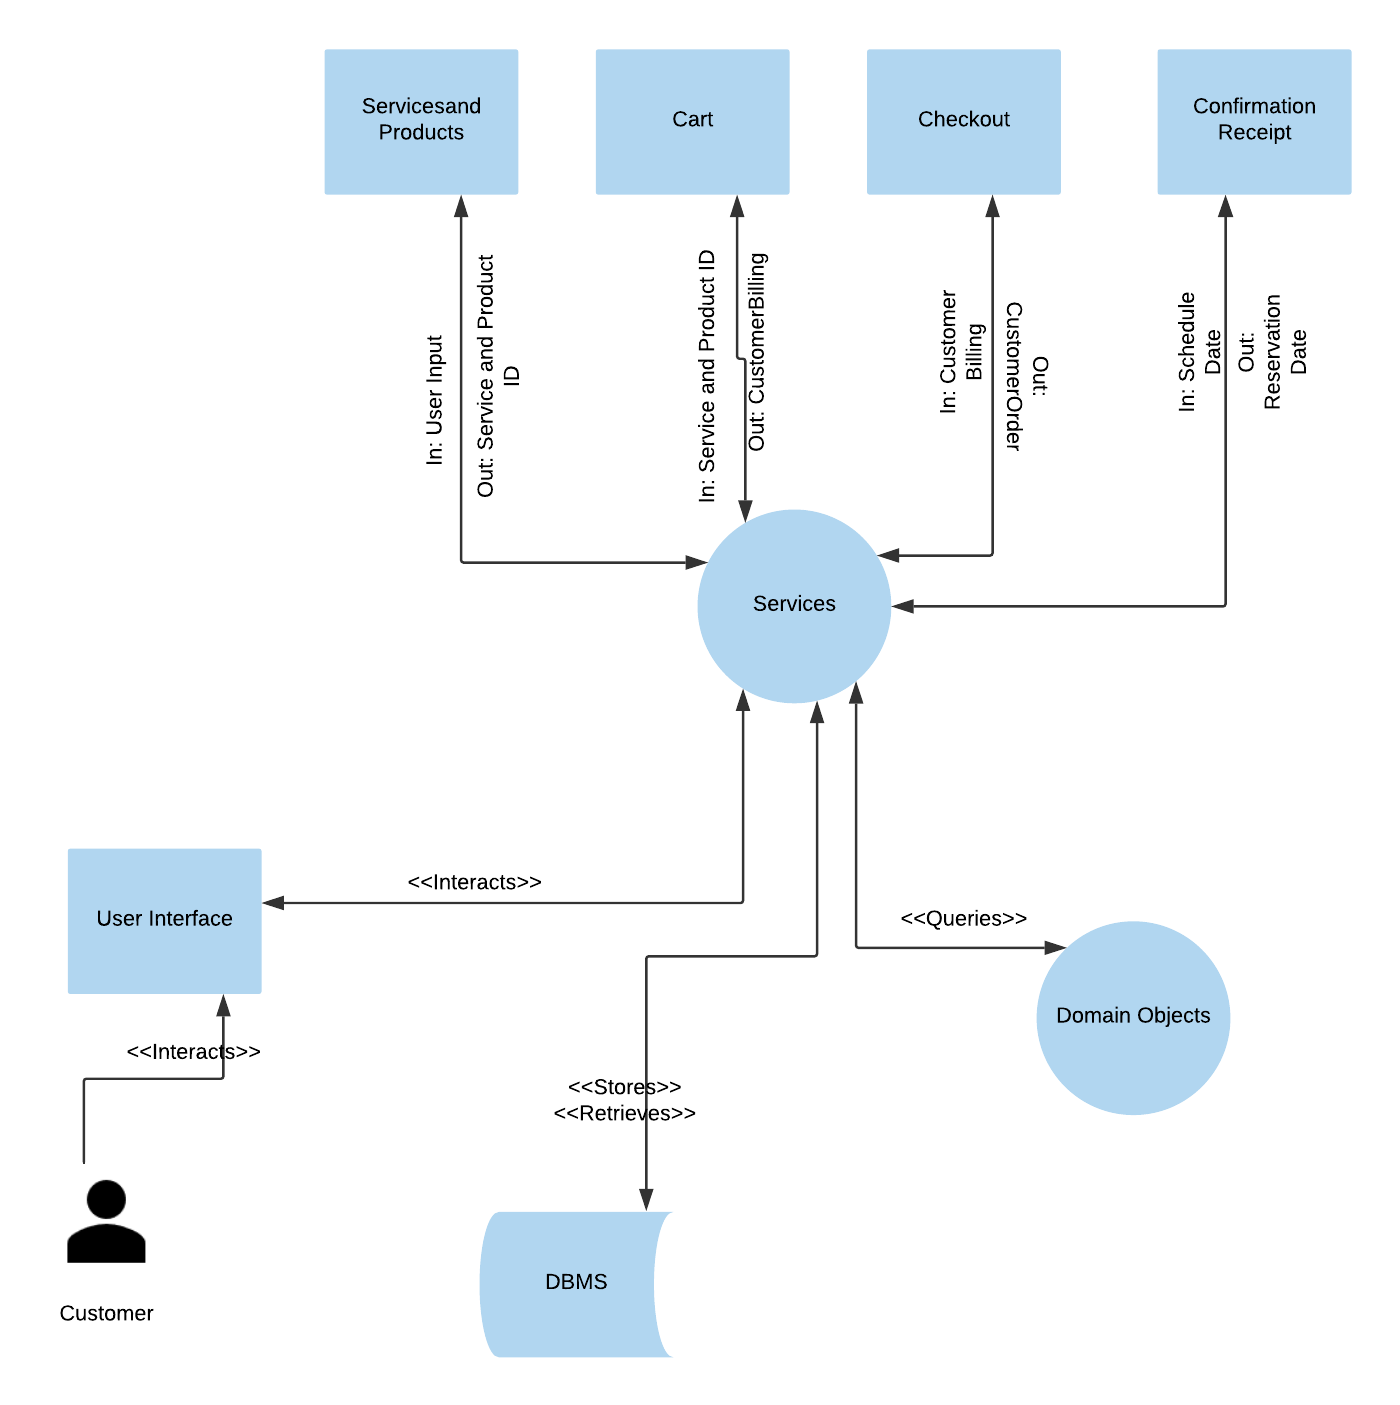 Servicesand
Products
Cart
Checkout
Confirmation
Receipt
In: User Input
Out: Service and Product
ID
In: Service and Product ID
Out: CustomerBilling
In: Customer
Billing
Out:
CustomerOrder
In: Schedule
Date
Out:
Reservation
Date
Services
<<Interacts>>
User Interface
<<Queries>>
Domain Objects
<<Interacts>>
<<Stores>>
<<Retrieves>>
DBMS
Customer